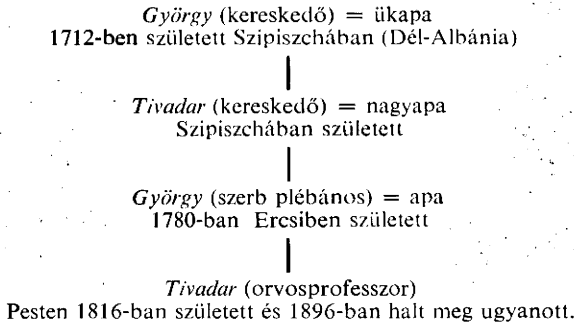 György (kereskedő) = ükapa
1712-ben született Szipiszchában (Dél-Albánia)
Tivadar (kereskedő) = nagyapa
Szipiszchában született
György (szerb plébános) = apa
1780-ban Ercsiben született
Tivadar (orvosprofesszor)
Pesten 1816-ban született és 1896-ban halt meg ugyanott.